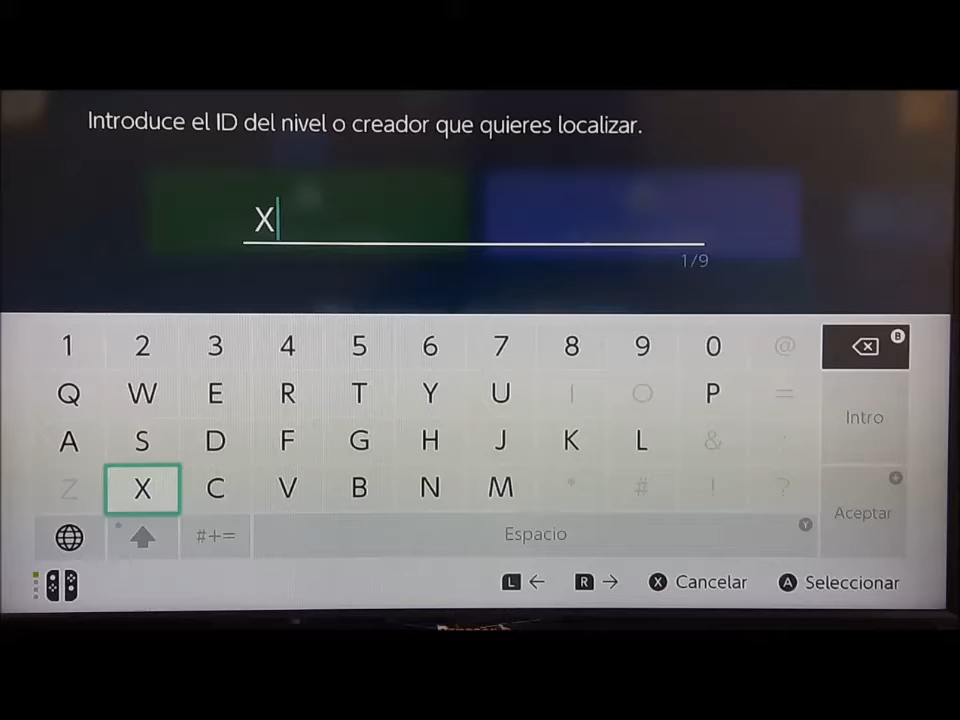 Introduce el ID del nivel o creador que quieres localizar.
X
1/9
1 2 3 4 5 6 7 8 9 0 @ B
Q W E R T Y U I O P =
Intro
A S D F G H J K L & ·
Z X C V B N M * # ! ? +
Aceptar
#+= Espacio Y
L ← R → X Cancelar A Seleccionar